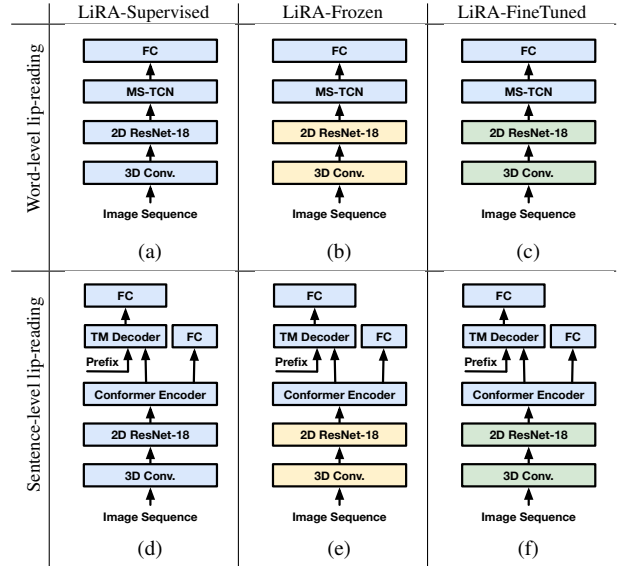 LiRA-Supervised LiRA-Frozen LiRA-FineTuned
Word-level lip-reading
FC FC FC
MS-TCN MS-TCN MS-TCN
2D ResNet-18 2D ResNet-18 2D ResNet-18
3D Conv. 3D Conv. 3D Conv.
Image Sequence Image Sequence Image Sequence
(a) (b) (c)
Sentence-level lip-reading
FC FC FC
TM Decoder FC TM Decoder FC TM Decoder FC
Prefix Prefix Prefix
Conformer Encoder Conformer Encoder Conformer Encoder
2D ResNet-18 2D ResNet-18 2D ResNet-18
3D Conv. 3D Conv. 3D Conv.
Image Sequence Image Sequence Image Sequence
(d) (e) (f)